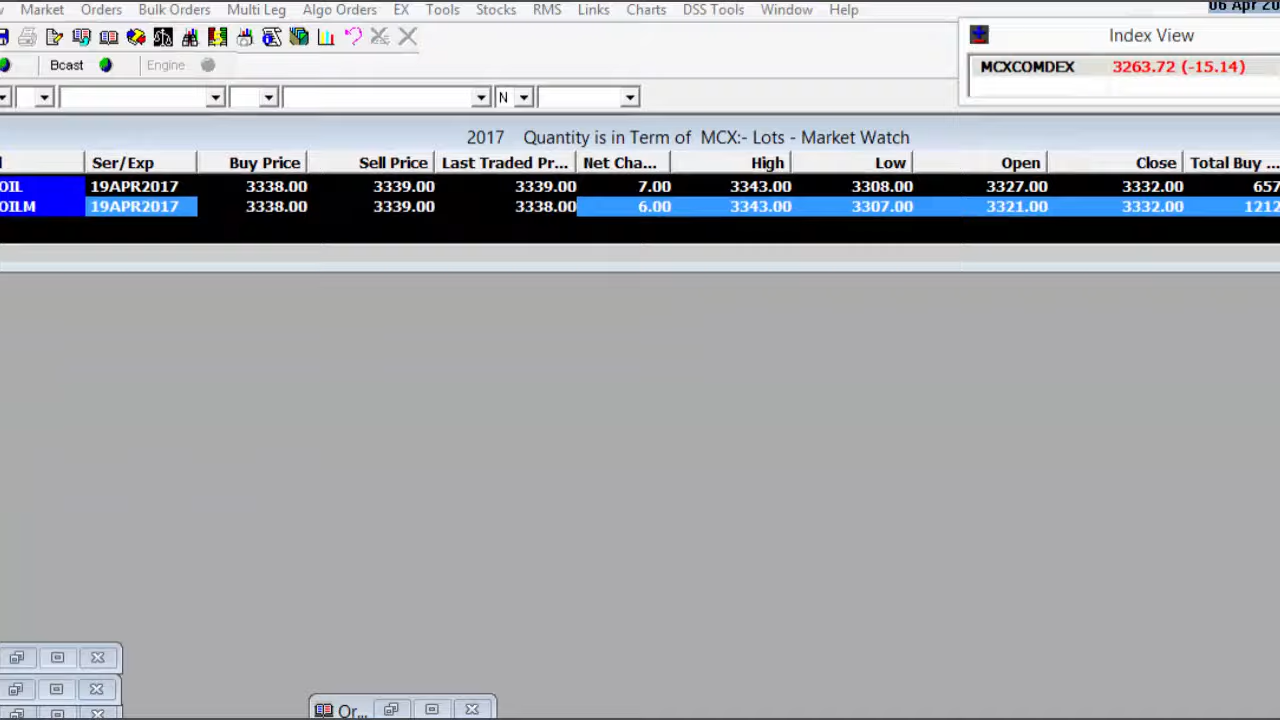 Market Orders Bulk Orders Multi Leg Algo Orders EX Tools Stocks RMS Links Charts DSS Tools Window Help
06 Apr 20
Index View
Bcast Engine
MCXCOMDEX 3263.72 (-15.14)
N
2017 Quantity is in Term of MCX:- Lots - Market Watch
Ser/Exp Buy Price Sell Price Last Traded Pr... Net Cha... High Low Open Close Total Buy ...
OIL 19APR2017 3338.00 3339.00 3339.00 7.00 3343.00 3308.00 3327.00 3332.00 657
OILM 19APR2017 3338.00 3339.00 3338.00 6.00 3343.00 3307.00 3321.00 3332.00 1212
Or...